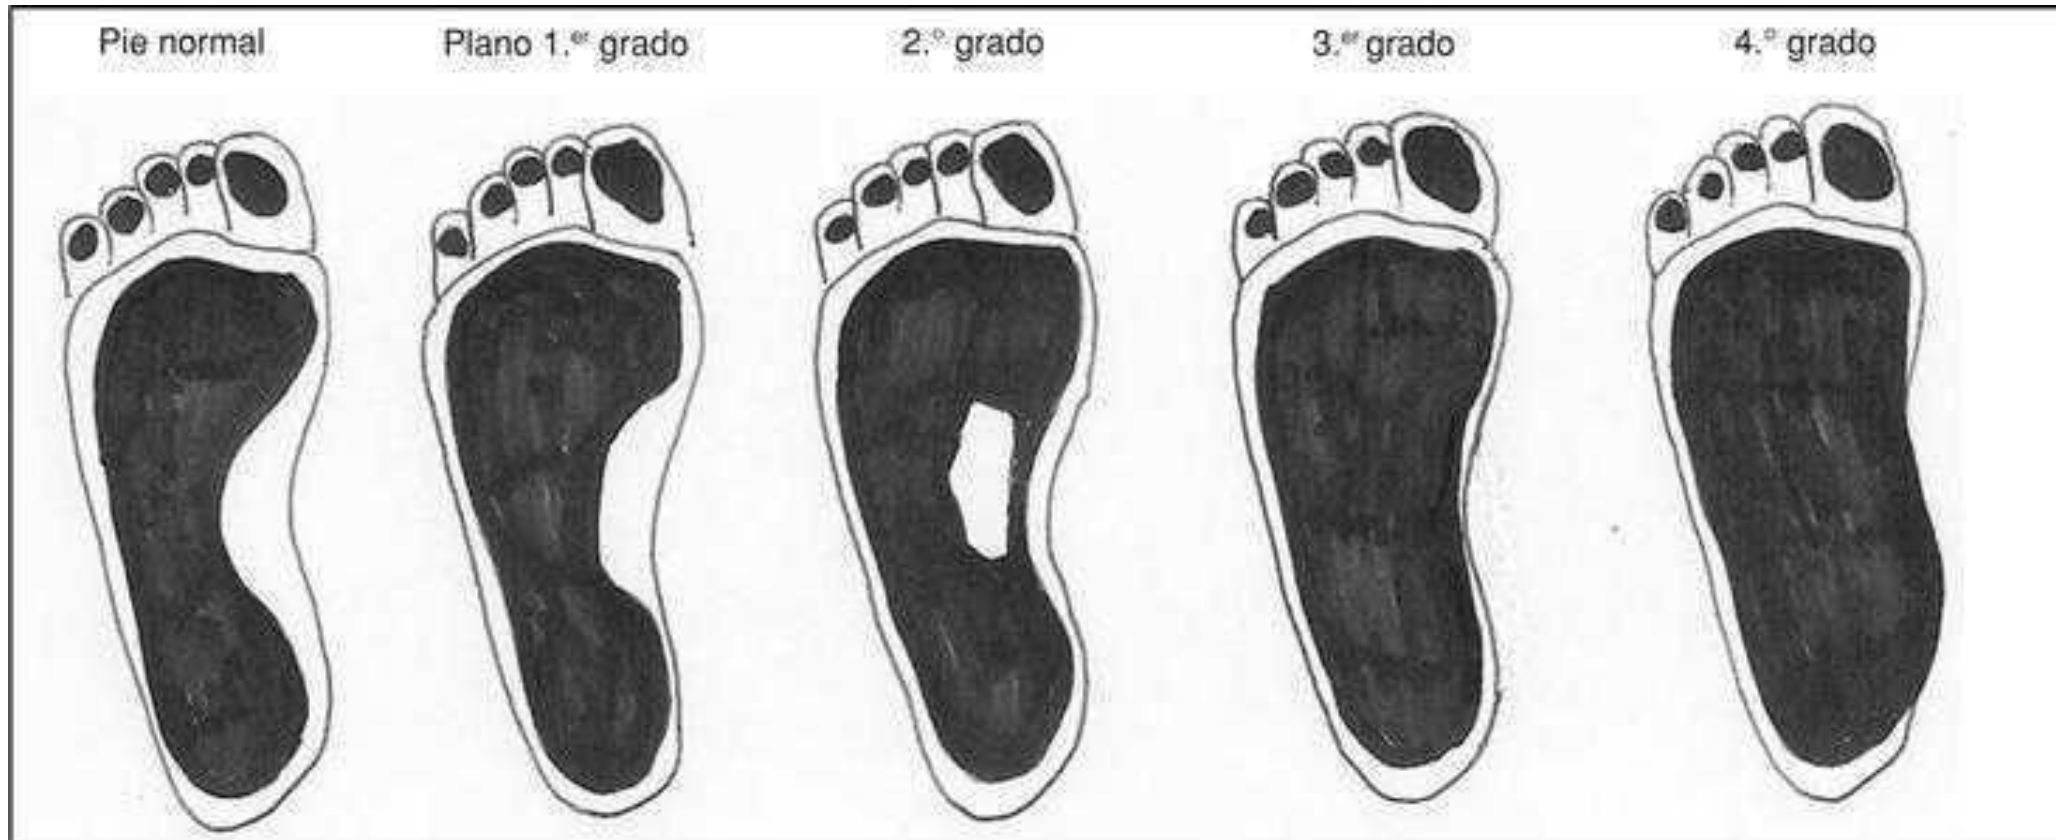 Pie normal
Plano 1.er grado
2.º grado
3.er grado
4.º grado